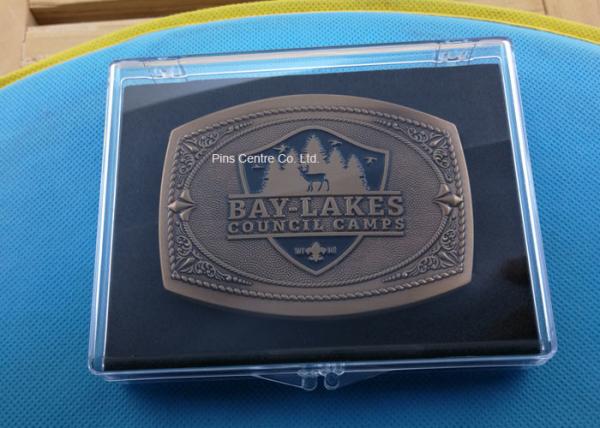 Pins Centre Co. Ltd.
BAY-LAKES
COUNCIL CAMPS